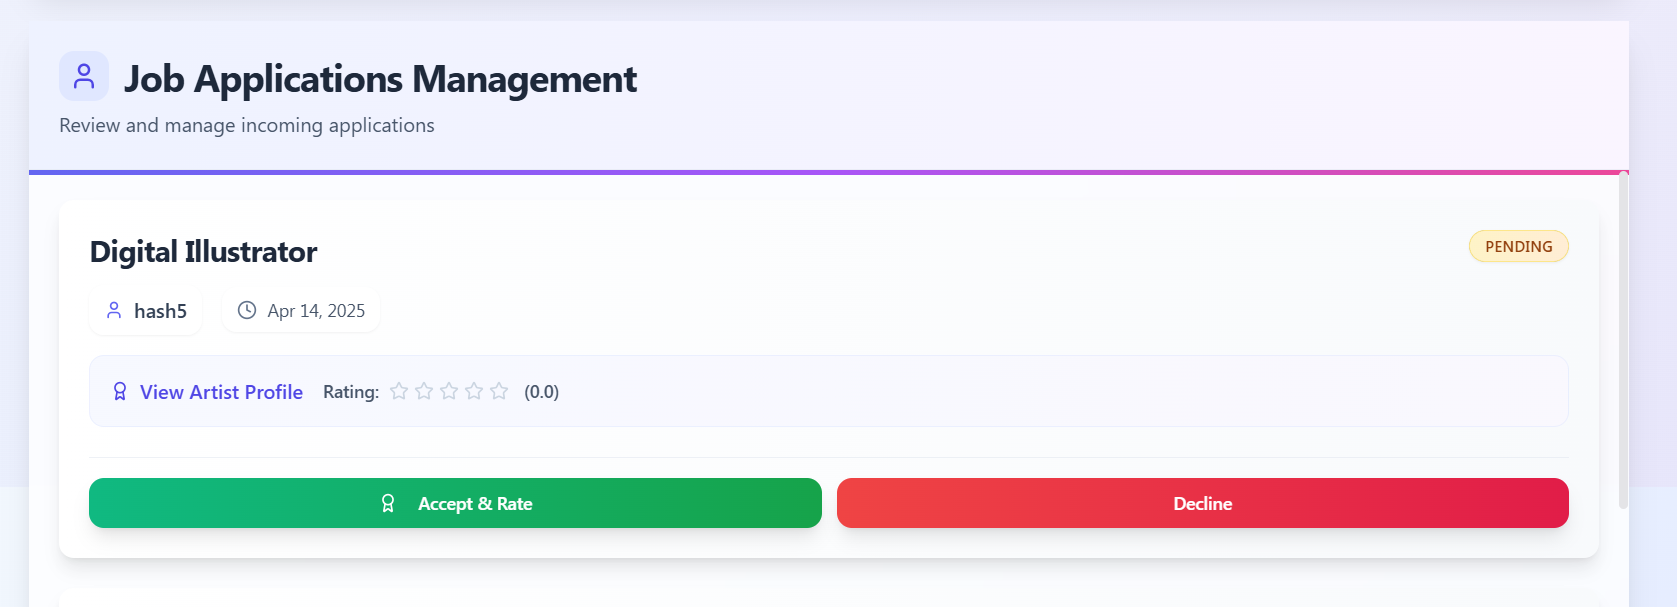 Job Applications Management
Review and manage incoming applications
Digital Illustrator
PENDING
hash5
Apr 14, 2025
View Artist Profile Rating: (0.0)
Accept & Rate
Decline